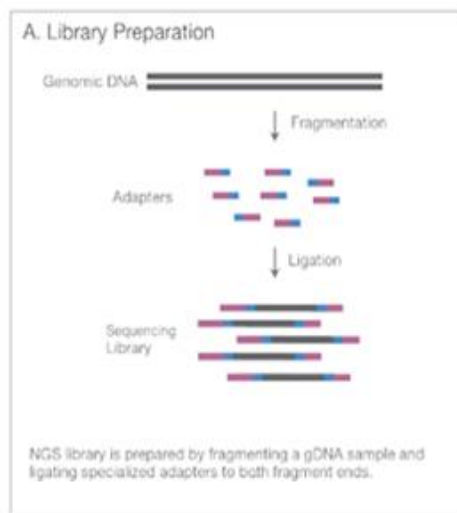 A. Library Preparation
Genomic DNA
Fragmentation
Adapters
Ligation
Sequencing
Library
NGS library is prepared by fragmenting a gDNA sample and
ligating specialized adapters to both fragment ends.